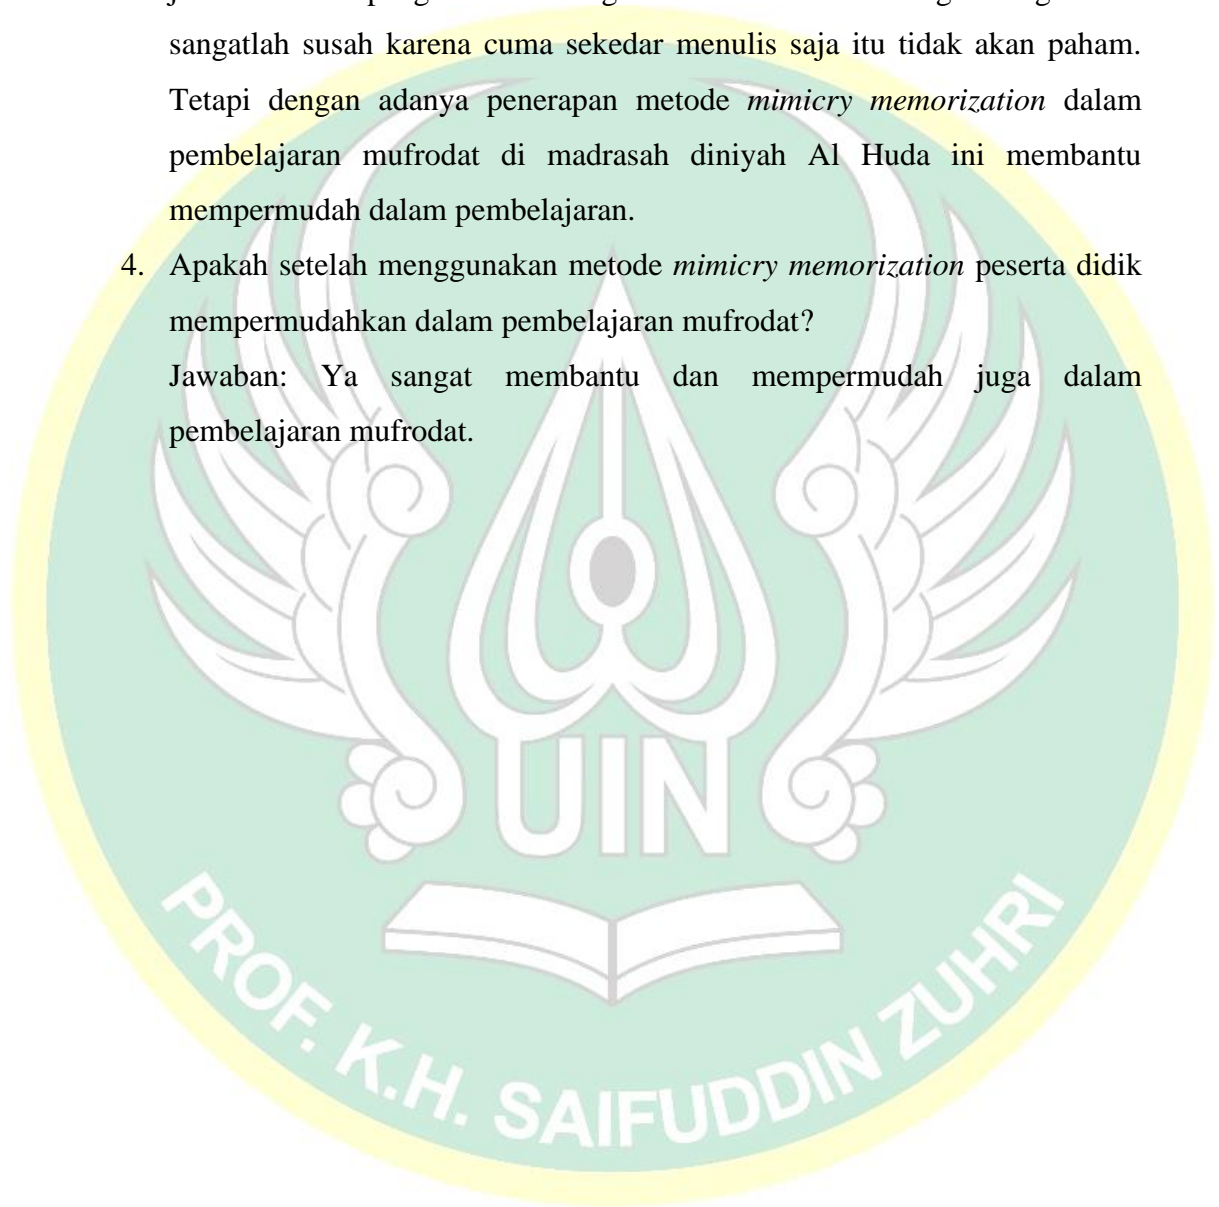 sangatlah susah karena cuma sekedar menulis saja itu tidak akan paham.
Tetapi dengan adanya penerapan metode mimicry memorization dalam
pembelajaran mufrodat di madrasah diniyah Al Huda ini membantu
mempermudah dalam pembelajaran.
4. Apakah setelah menggunakan metode mimicry memorization peserta didik
mempermudahkan dalam pembelajaran mufrodat?
Jawaban: Ya sangat membantu dan mempermudah juga dalam
pembelajaran mufrodat.
UIN
PROF. K.H. SAIFUDDIN ZUHRI